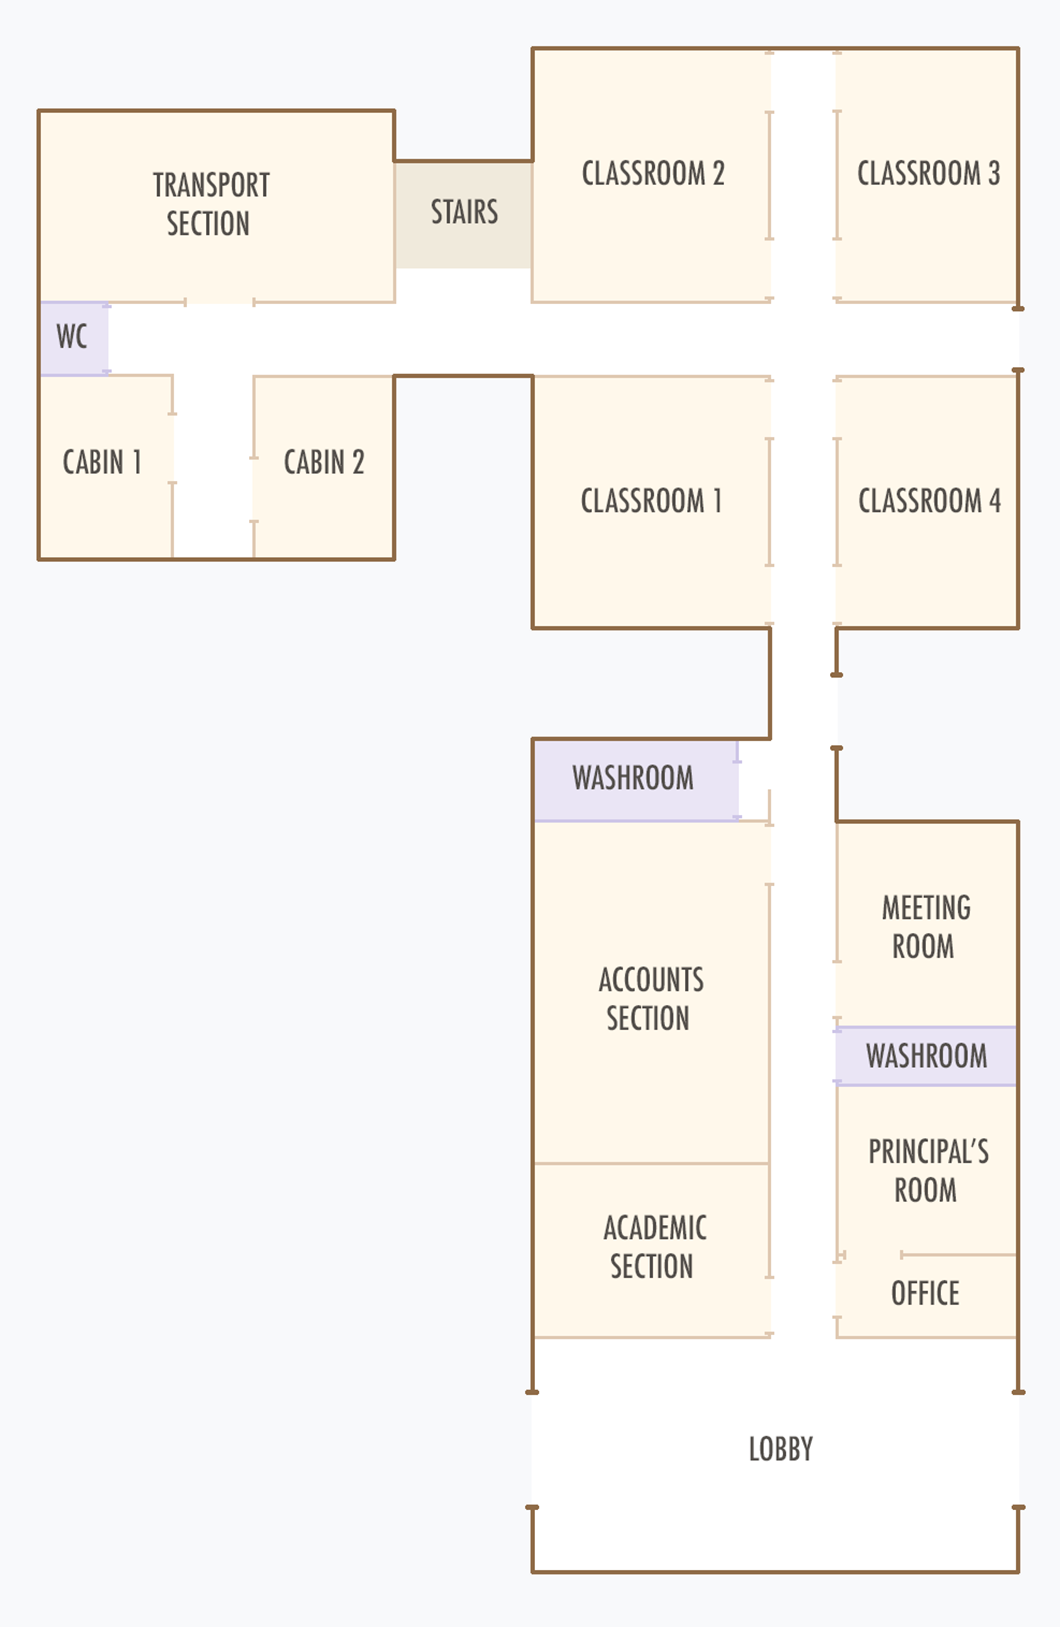 TRANSPORT
SECTION
STAIRS
CLASSROOM 2
CLASSROOM 3
WC
CABIN 1
CABIN 2
CLASSROOM 1
CLASSROOM 4
WASHROOM
MEETING
ROOM
ACCOUNTS
SECTION
WASHROOM
PRINCIPAL'S
ROOM
ACADEMIC
SECTION
OFFICE
LOBBY